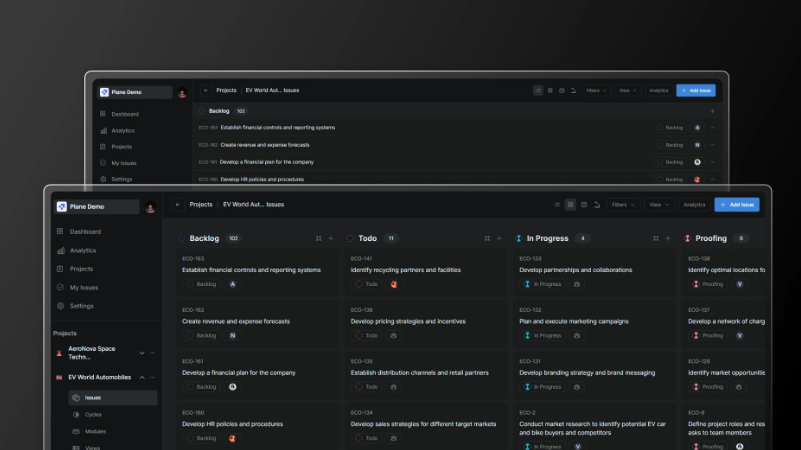 Plane Demo
Projects EV World Aut... Issues
Filters View Analytics + Add Issue
Dashboard
Analytics
Projects
My Issues
Settings
Backlog 102
ECO-163 Establish financial controls and reporting systems Backlog A
ECO-162 Create revenue and expense forecasts Backlog N
ECO-161 Develop a financial plan for the company Backlog
ECO-160 Develop HR policies and procedures Backlog
Plane Demo
Projects EV World Aut... Issues
Filters View Analytics + Add Issue
Dashboard
Analytics
Projects
My Issues
Settings
Projects
AeroNova Space
Techn...
EV World Automobiles
Issues
Cycles
Modules
Views
Backlog 102
ECO-163
Establish financial controls and reporting systems
Backlog A
ECO-162
Create revenue and expense forecasts
Backlog N
ECO-161
Develop a financial plan for the company
Backlog
ECO-160
Develop HR policies and procedures
Backlog
Todo 11
ECO-141
Identify recycling partners and facilities
Todo
ECO-136
Develop pricing strategies and incentives
Todo
ECO-135
Establish distribution channels and retail partners
Todo
ECO-134
Develop sales strategies for different target markets
Todo
In Progress 4
ECO-133
Develop partnerships and collaborations
In Progress
ECO-132
Plan and execute marketing campaigns
In Progress
ECO-131
Develop branding strategy and brand messaging
In Progress
ECO-2
Conduct market research to identify potential EV car
and bike buyers and competitors
In Progress V
Proofing 6
ECO-138
Identify optimal locations fo
Proofing V
ECO-137
Develop a network of charg
Proofing V
ECO-128
Identify market opportunitie
Proofing
ECO-6
Define project roles and res
asks to team members
Proofing